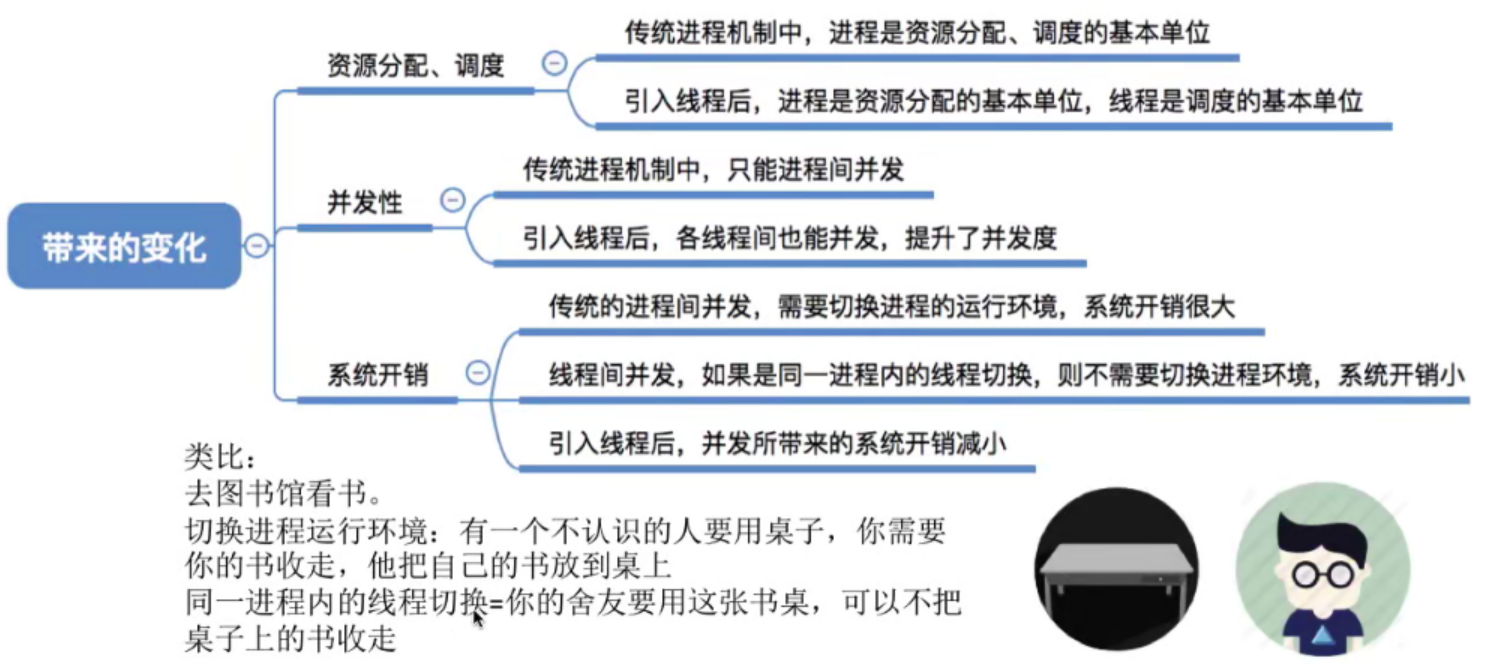 带来的变化
资源分配、调度
传统进程机制中，进程是资源分配、调度的基本单位
引入线程后，进程是资源分配的基本单位，线程是调度的基本单位
并发性
传统进程机制中，只能进程间并发
引入线程后，各线程间也能并发，提升了并发度
系统开销
传统的进程间并发，需要切换进程的运行环境，系统开销很大
线程间并发，如果是同一进程内的线程切换，则不需要切换进程环境，系统开销小
引入线程后，并发所带来的系统开销减小
类比：
去图书馆看书。
切换进程运行环境：有一个不认识的人要用桌子，你需要
你的书收走，他把自己的书放到桌上
同一进程内的线程切换=你的舍友要用这张书桌，可以不把
桌子上的书收走